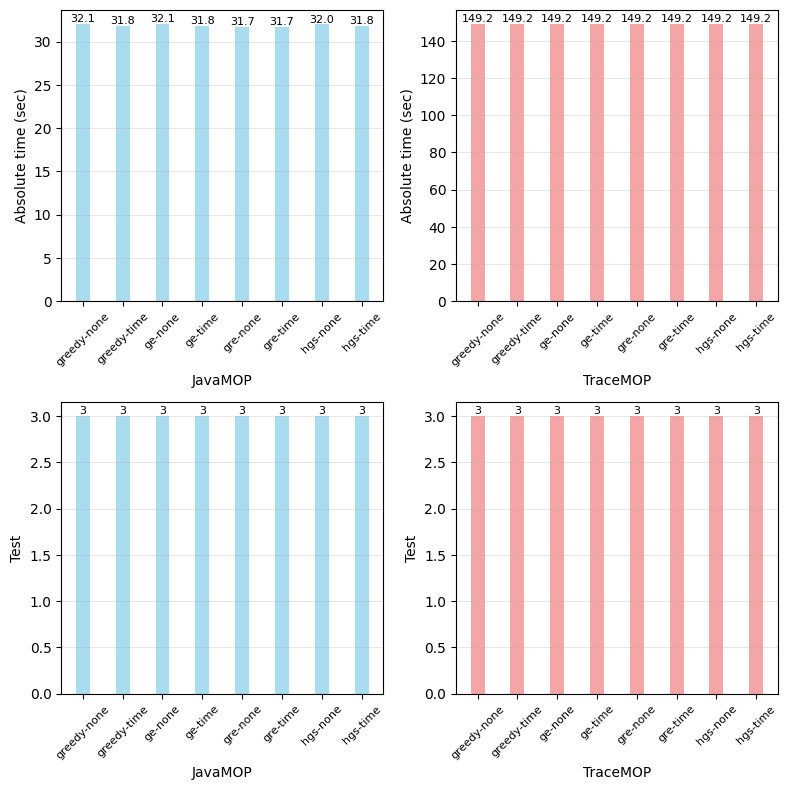 32.1 31.8 32.1 31.8 31.7 31.7 32.0 31.8
30
25
20
15
10
5
0
Absolute time (sec)
greedy-none greedy-time ge-none ge-time gre-none gre-time hgs-none hgs-time
JavaMOP
149.2 149.2 149.2 149.2 149.2 149.2 149.2 149.2
140
120
100
80
60
40
20
0
Absolute time (sec)
greedy-none greedy-time ge-none ge-time gre-none gre-time hgs-none hgs-time
TraceMOP
3 3 3 3 3 3 3 3
3.0
2.5
2.0
1.5
1.0
0.5
0.0
Test
greedy-none greedy-time ge-none ge-time gre-none gre-time hgs-none hgs-time
JavaMOP
3 3 3 3 3 3 3 3
3.0
2.5
2.0
1.5
1.0
0.5
0.0
Test
greedy-none greedy-time ge-none ge-time gre-none gre-time hgs-none hgs-time
TraceMOP